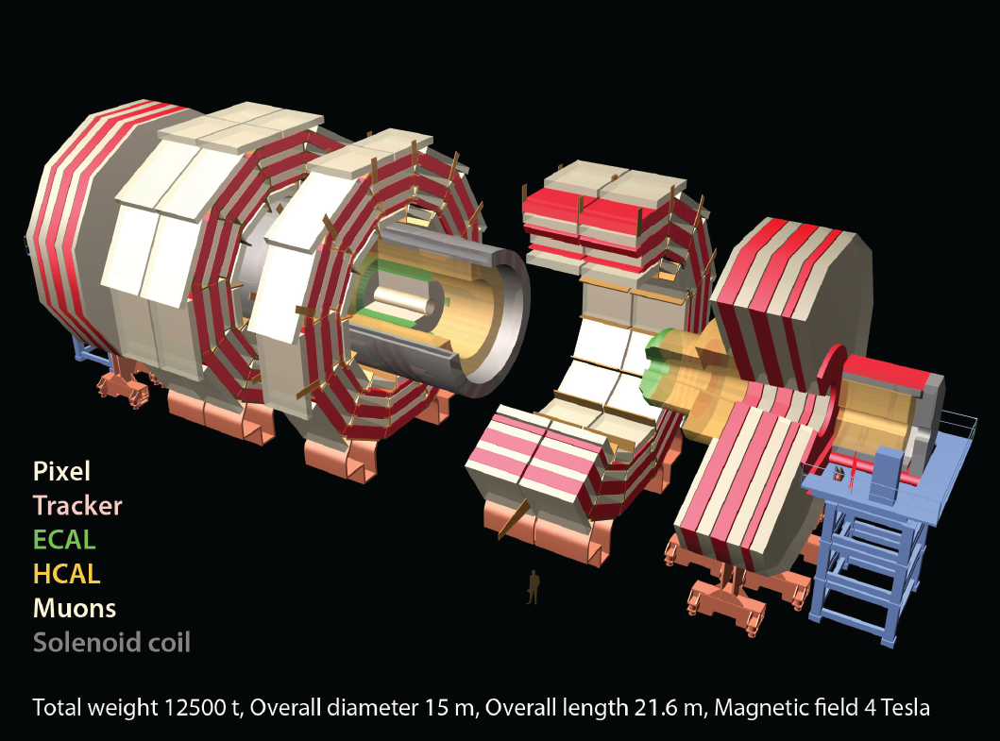 Pixel
Tracker
ECAL
HCAL
Muons
Solenoid coil
Total weight 12500 t, Overall diameter 15 m, Overall length 21.6 m, Magnetic field 4 Tesla